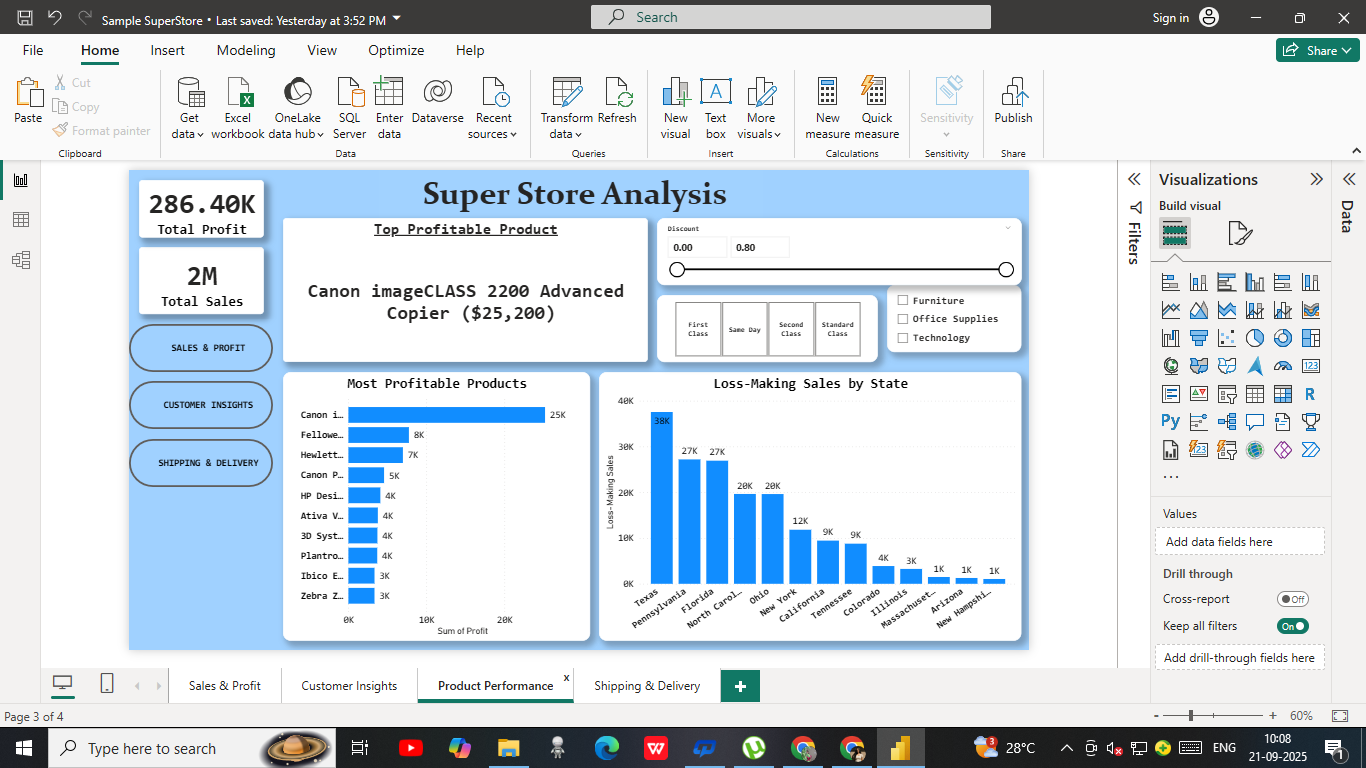 Sample SuperStore • Last saved: Yesterday at 3:52 PM
Search
Sign in
File Home Insert Modeling View Optimize Help
Share
Paste
Cut
Copy
Format painter
Clipboard
Get data
Excel workbook
OneLake data hub
SQL Server
Enter data
Dataverse
Recent sources
Data
Transform data
Refresh
Queries
New visual
Text box
More visuals
Insert
New measure
Quick measure
Calculations
Sensitivity
Sensitivity
Publish
Share
Super Store Analysis
286.40K
Total Profit
2M
Total Sales
SALES & PROFIT
CUSTOMER INSIGHTS
SHIPPING & DELIVERY
Top Profitable Product
Canon imageCLASS 2200 Advanced
Copier ($25,200)
Discount
0.00 0.80
First Class
Same Day
Second Class
Standard Class
Furniture
Office Supplies
Technology
Most Profitable Products
Canon i… 25K
Fellowe… 8K
Hewlett… 7K
Canon P… 5K
HP Desi… 4K
Ativa V… 4K
3D Syst… 4K
Plantro… 4K
Ibico E… 3K
Zebra Z… 3K
0K 10K 20K
Sum of Profit
Loss-Making Sales by State
Loss-Making Sales
40K
30K
20K
10K
0K
38K 27K 27K 20K 20K 12K 9K 9K 4K 3K 1K 1K 1K
Texas
Pennsylvania
Florida
North Carol…
Ohio
New York
California
Tennessee
Colorado
Illinois
Massachuset…
Arizona
New Hampshi…
Filters
Visualizations
Build visual
R
Py
123
123
...
Values
Add data fields here
Drill through
Cross-report Off
Keep all filters On
Add drill-through fields here
Data
Sales & Profit
Customer Insights
Product Performance x
Shipping & Delivery
+
Page 3 of 4
- + 60%
Type here to search
3
28°C
ENG
10:08
21-09-2025
1